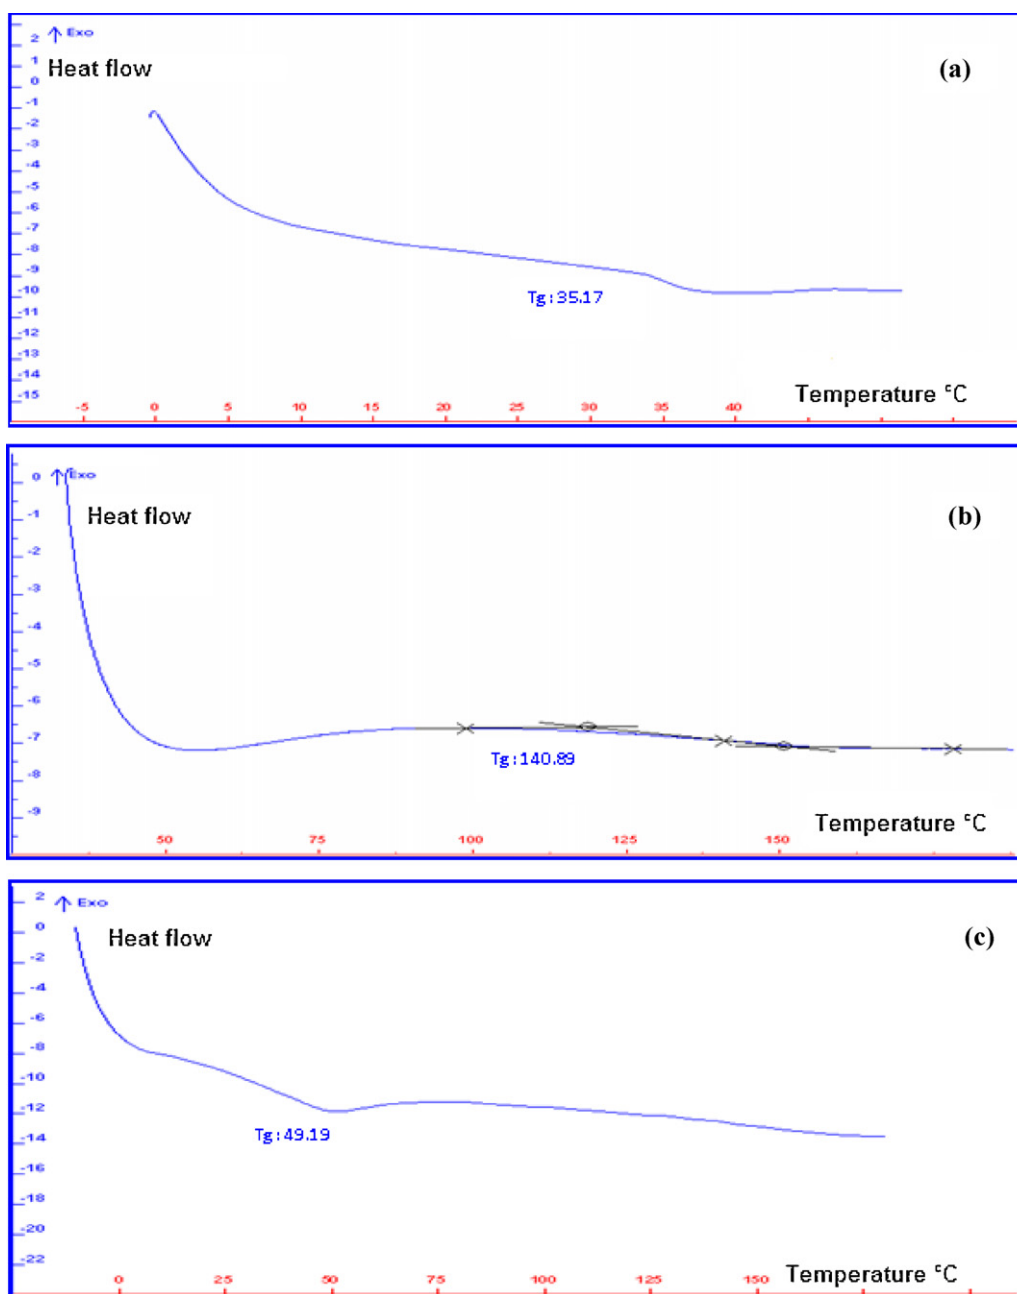 2 ↑ Exo
1
Heat flow
(a)
0
-1
-2
-3
-4
-5
-6
-7
-8
-9
-10
Tg:35.17
-11
-12
-13
-14
-15
Temperature °C
-5 0 5 10 15 20 25 30 35 40
0 ↑ Exo
-1
Heat flow
(b)
-2
-3
-4
-5
-6
-7
Tg:140.89
-8
-9
Temperature °C
50 75 100 125 150
2
↑ Exo
0
Heat flow
(c)
-2
-4
-6
-8
-10
-12
Tg:49.19
-14
-16
-18
-20
-22
Temperature °C
0 25 50 75 100 125 150